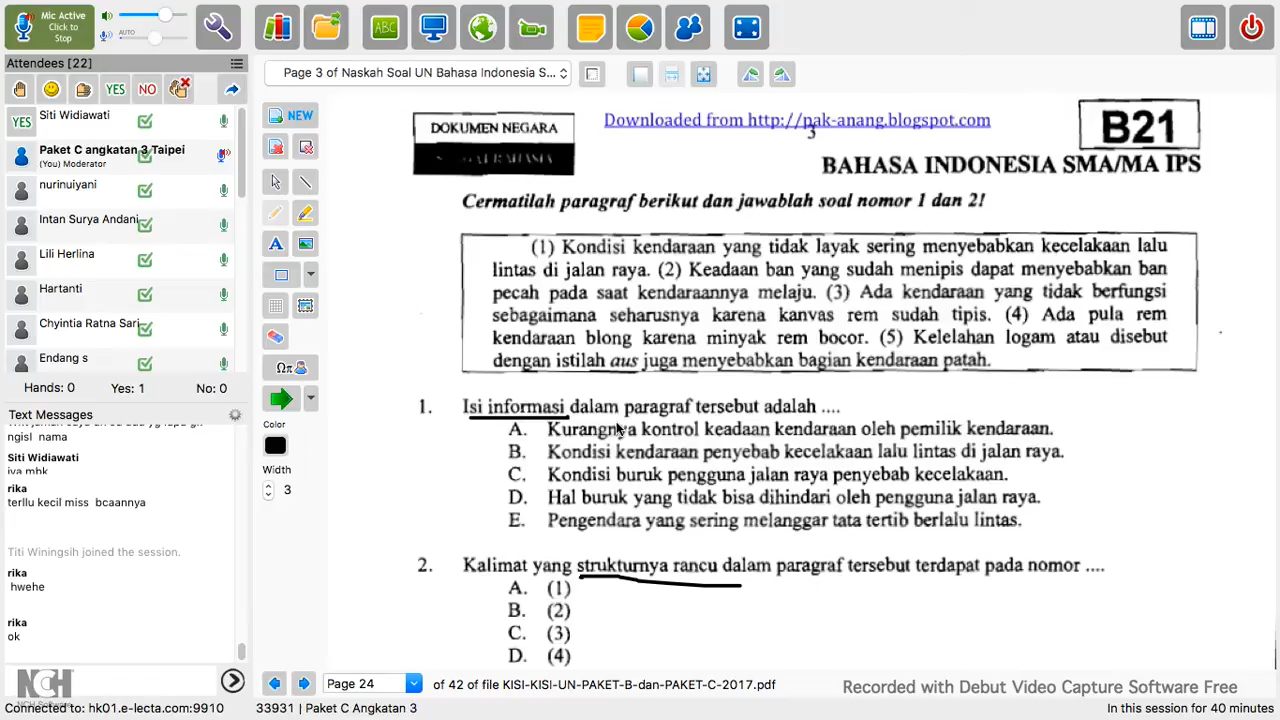 Mic Active
Click to
Stop
AUTO
ABC
Attendees [22]
YES NO
Page 3 of Naskah Soal UN Bahasa Indonesia S...
YES Siti Widiawati
Paket C angkatan 3/Taipei
(You) Moderator
nurinuiyani
Intan Surya Andani
Lili Herlina
Hartanti
Chyintia Ratna Sari
Endang s
Hands: 0 Yes: 1 No: 0
Text Messages
ngisl nama
Siti Widiawati
iya mbk
rika
terllu kecil miss bcaannya
Titi Winingsih joined the session.
rika
hwehe
rika
ok
NCH
NEW
A
Ωπ
Color
Width
3
DOKUMEN NEGARA
Downloaded from http://pak-anang.blogspot.com
3
B21
BAHASA INDONESIA SMA/MA IPS
Cermatilah paragraf berikut dan jawablah soal nomor 1 dan 2!
(1) Kondisi kendaraan yang tidak layak sering menyebabkan kecelakaan lalu
lintas di jalan raya. (2) Keadaan ban yang sudah menipis dapat menyebabkan ban
pecah pada saat kendaraannya melaju. (3) Ada kendaraan yang tidak berfungsi
sebagaimana seharusnya karena kanvas rem sudah tipis. (4) Ada pula rem
kendaraan blong karena minyak rem bocor. (5) Kelelahan logam atau disebut
dengan istilah aus juga menyebabkan bagian kendaraan patah.
1. Isi informasi dalam paragraf tersebut adalah ....
A. Kurangnya kontrol keadaan kendaraan oleh pemilik kendaraan.
B. Kondisi kendaraan penyebab kecelakaan lalu lintas di jalan raya.
C. Kondisi buruk pengguna jalan raya penyebab kecelakaan.
D. Hal buruk yang tidak bisa dihindari oleh pengguna jalan raya.
E. Pengendara yang sering melanggar tata tertib berlalu lintas.
2. Kalimat yang strukturnya rancu dalam paragraf tersebut terdapat pada nomor ....
A. (1)
B. (2)
C. (3)
D. (4)
Page 24 of 42 of file KISI-KISI-UN-PAKET-B-dan-PAKET-C-2017.pdf
Recorded with Debut Video Capture Software Free
Connected to: hk01.e-lecta.com:9910 33931 | Paket C Angkatan 3 In this session for 40 minutes